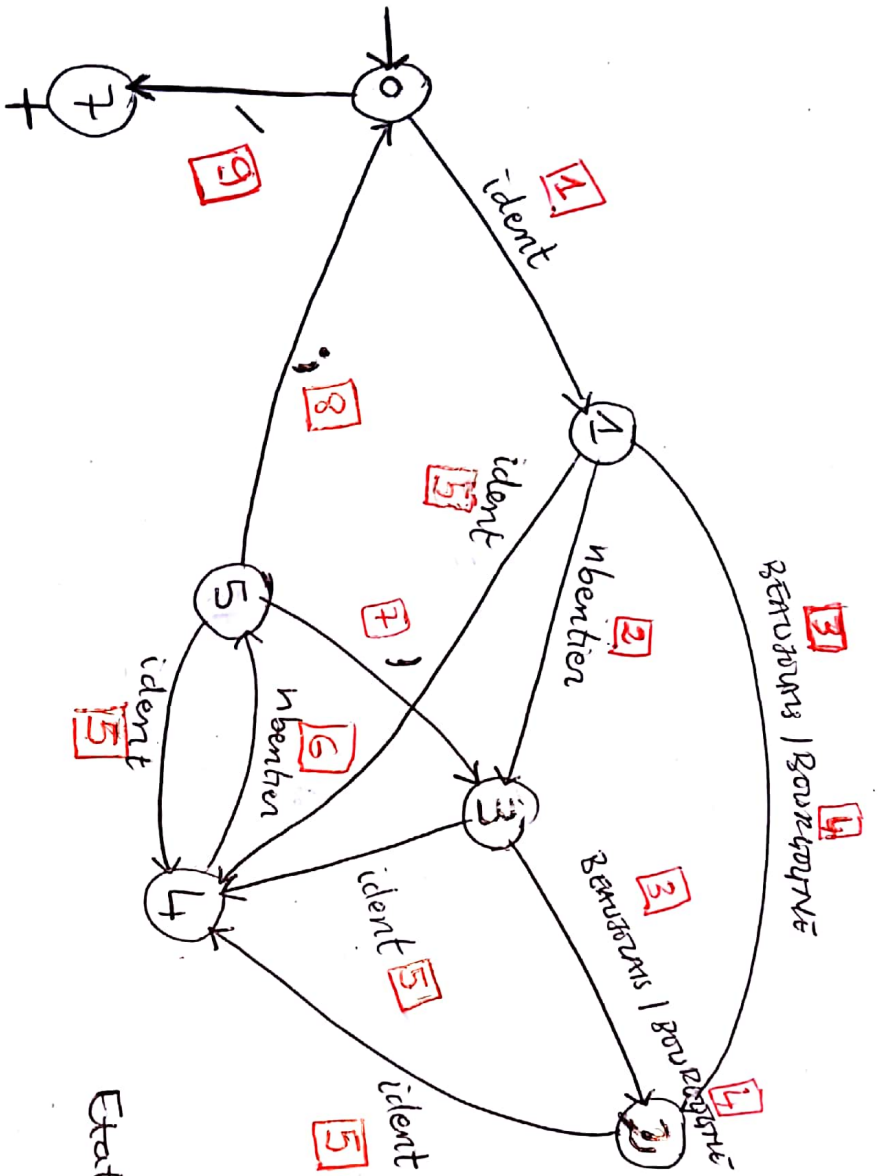 3 4
BEAUJOLAIS | BOURGOGNE
4
3
BEAUJOLAIS | BOURGOGNE
2
2
1
1
nbentier
ident
ident
3
5
5
ident
7 ,
ident
5
0
8
;
6
nbentier
5
9
/
4
ident
5
7
+
Etat